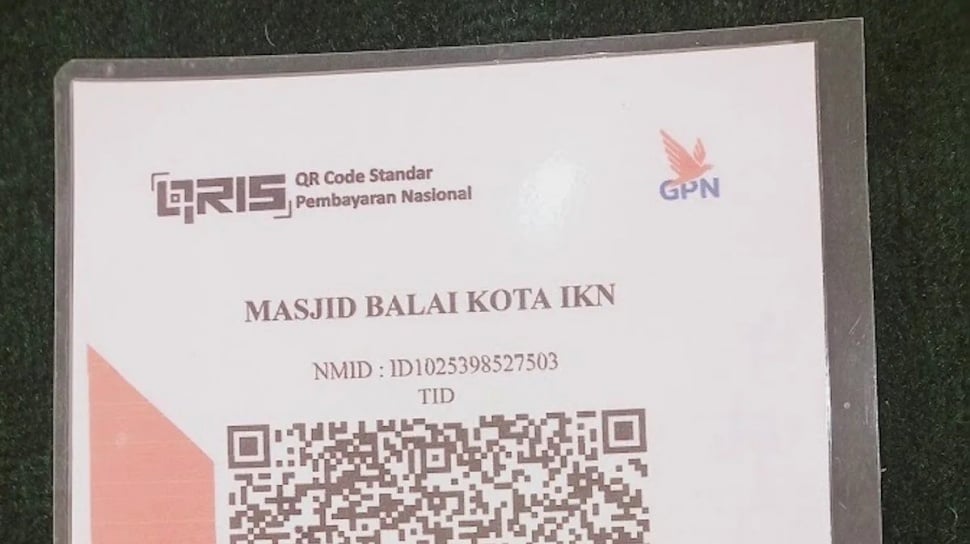 QRIS
QR Code Standar
Pembayaran Nasional
GPN
MASJID BALAI KOTA IKN
NMID : ID1025398527503
TID